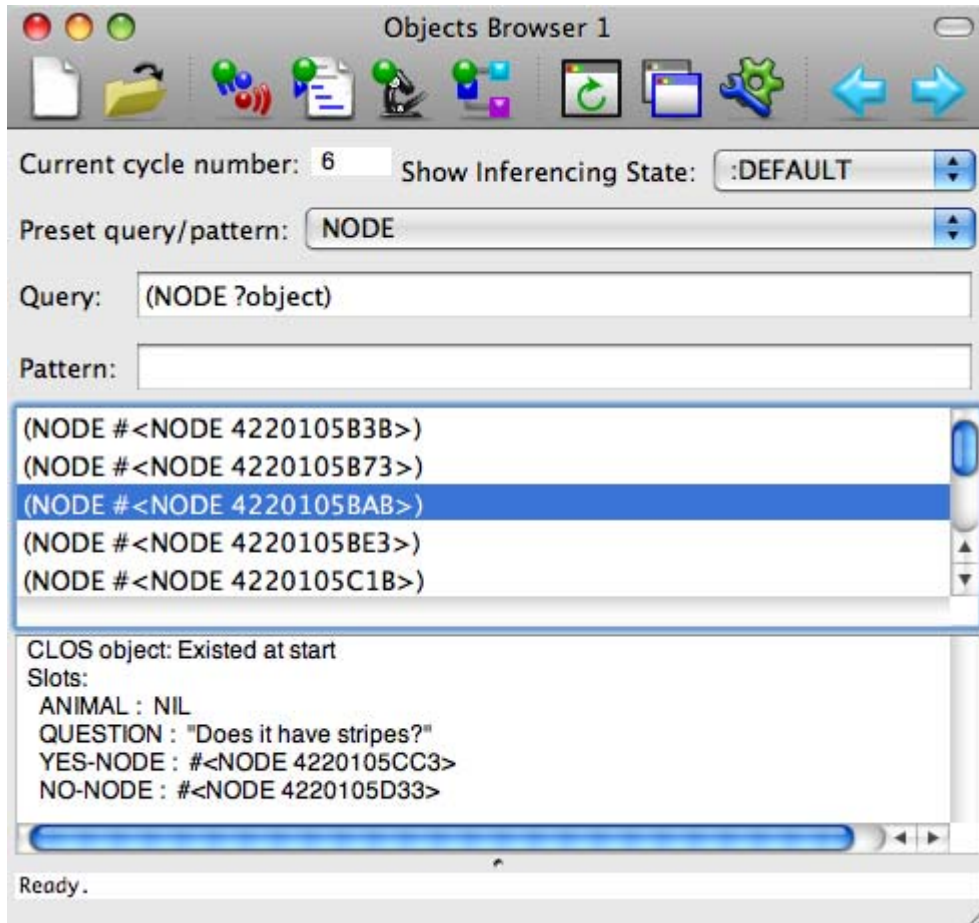 Objects Browser 1
Current cycle number: 6 Show Inferencing State: :DEFAULT
Preset query/pattern: NODE
Query: (NODE ?object)
Pattern:
(NODE #<NODE 4220105B3B>)
(NODE #<NODE 4220105B73>)
(NODE #<NODE 4220105BAB>)
(NODE #<NODE 4220105BE3>)
(NODE #<NODE 4220105C1B>)
CLOS object: Existed at start
Slots:
ANIMAL : NIL
QUESTION : "Does it have stripes?"
YES-NODE : #<NODE 4220105CC3>
NO-NODE : #<NODE 4220105D33>
Ready.